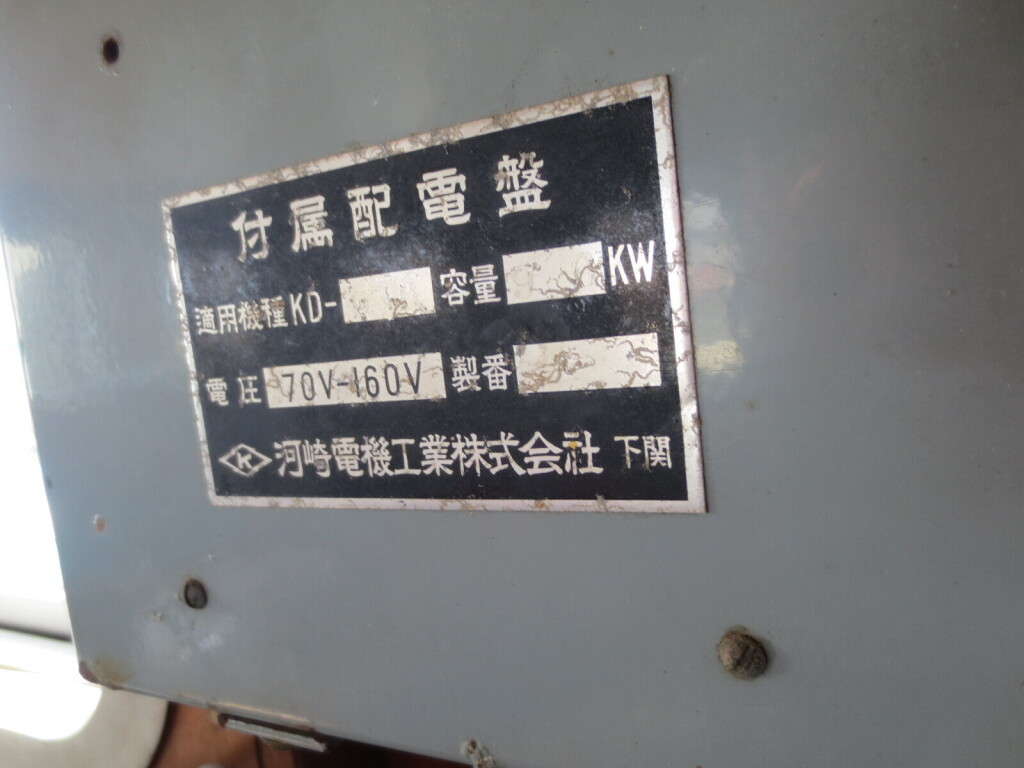 付属配電盤
適用機種 KD- 容量 KW
電圧 70V-160V 製番
K 河崎電機工業株式会社 下関